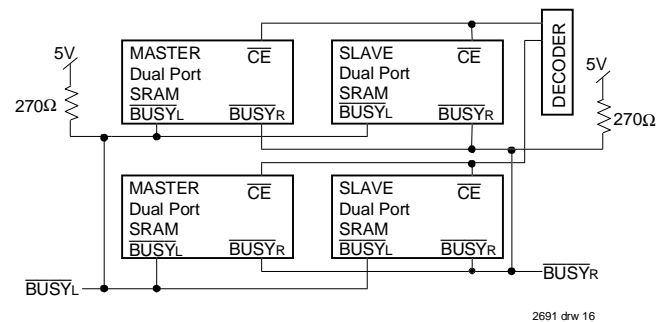 MASTER
Dual Port
SRAM
BUSYL BUSYR
CE
SLAVE
Dual Port
SRAM
BUSYL BUSYR
CE
DECODER
5V
270Ω
5V
270Ω
MASTER
Dual Port
SRAM
BUSYL BUSYR
CE
SLAVE
Dual Port
SRAM
BUSYL BUSYR
CE
BUSYL
BUSYR
2691 drw 16